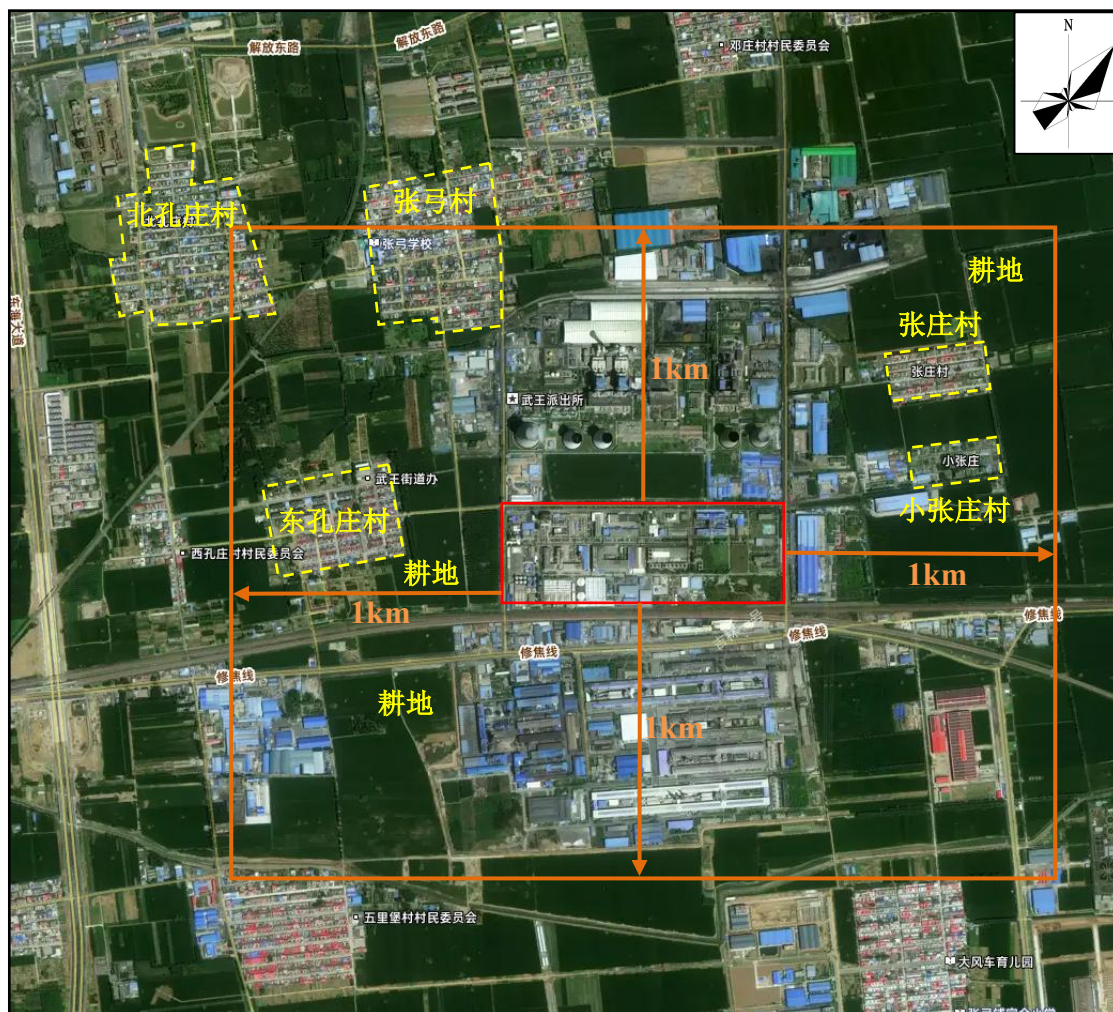 解放东路
解放东路
邓庄村村民委员会
N
北孔庄村
张弓村
张弓学校
耕地
张庄村
张庄村
1km
武王派出所
小张庄
小张庄村
武王街道办
东孔庄村
西孔庄村村民委员会
耕地
1km
1km
修焦线
修焦线
修焦线
修焦线
耕地
1km
五里堡村村民委员会
大风车育儿园